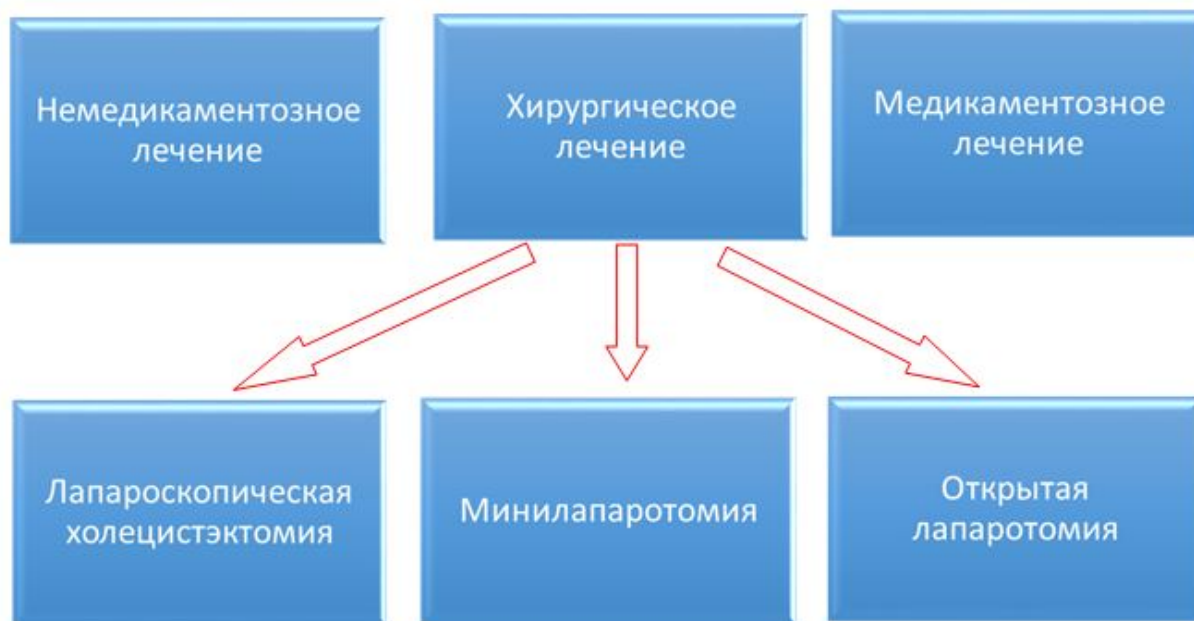 Немедикаментозное
лечение
Хирургическое
лечение
Медикаментозное
лечение
Лапароскопическая
холецистэктомия
Минилапаротомия
Открытая
лапаротомия